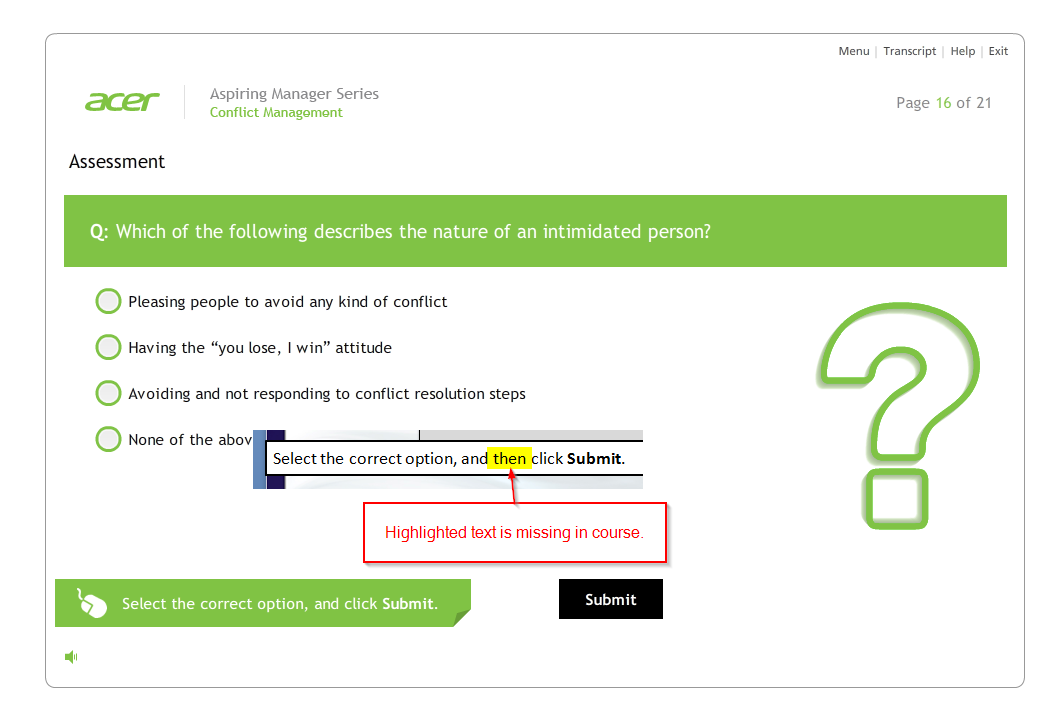 Menu | Transcript | Help | Exit
acer
Aspiring Manager Series
Conflict Management
Page 16 of 21
Assessment
Q: Which of the following describes the nature of an intimidated person?
Pleasing people to avoid any kind of conflict
Having the “you lose, I win” attitude
Avoiding and not responding to conflict resolution steps
None of the abov
Select the correct option, and then click Submit.
Highlighted text is missing in course.
Select the correct option, and click Submit.
Submit